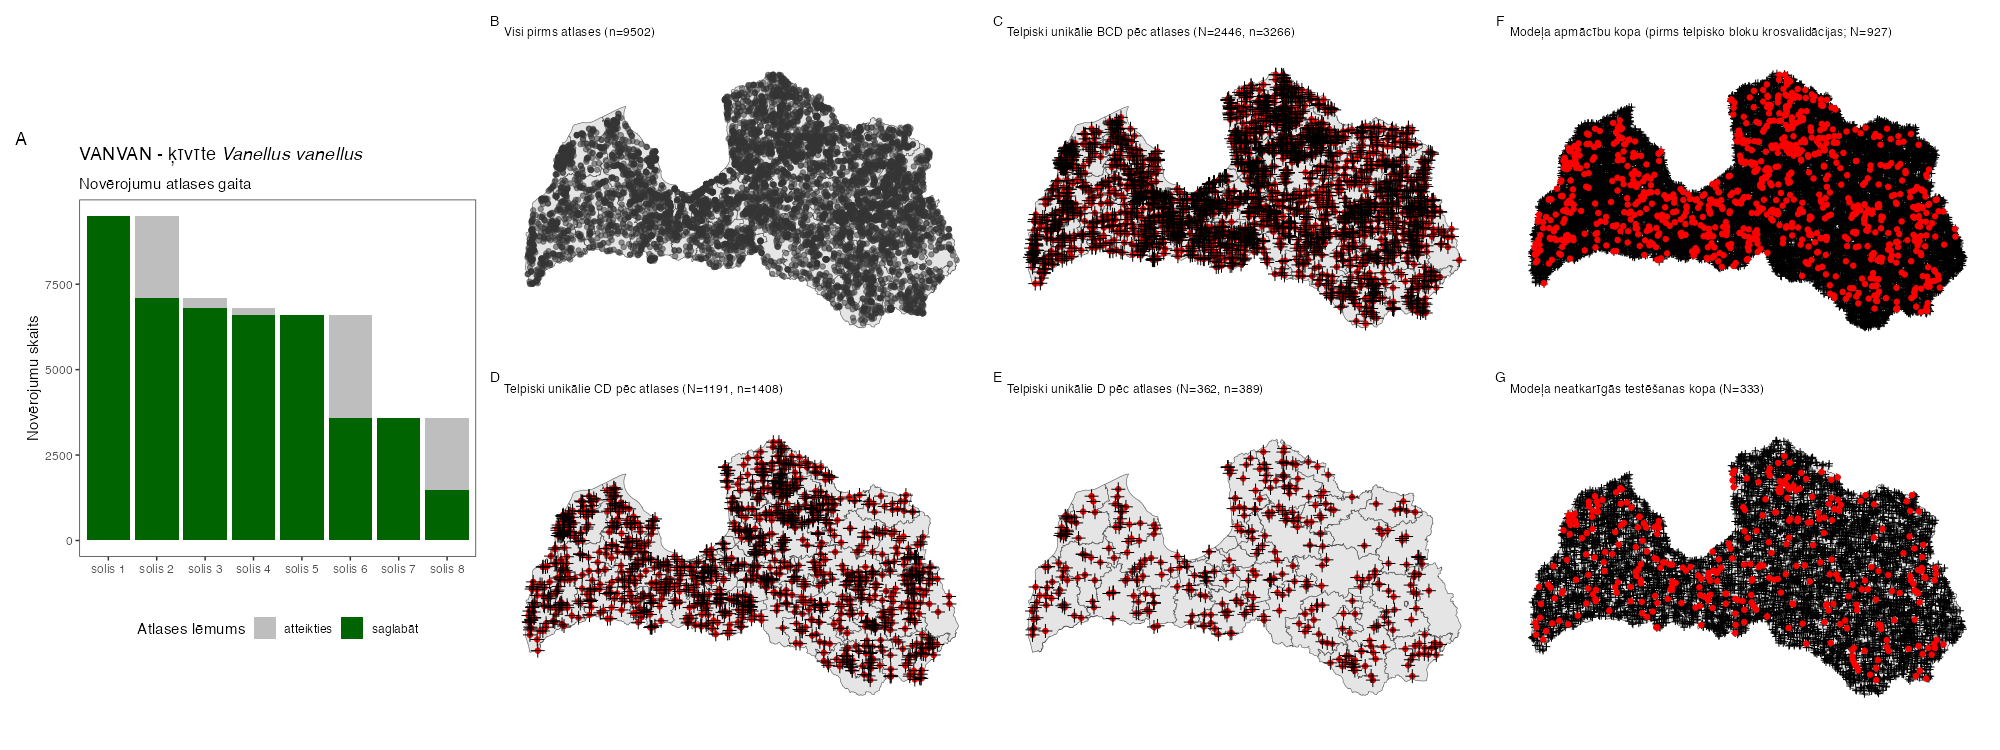 A
VANVAN - ķīvīte Vanellus vanellus
Novērojumu atlases gaita
Novērojumu skaits
7500
5000
2500
0
solis 1 solis 2 solis 3 solis 4 solis 5 solis 6 solis 7 solis 8
Atlases lēmums atteikties saglabāt
B
Visi pirms atlases (n=9502)
C
Telpiski unikālie BCD pēc atlases (N=2446, n=3266)
F
Modeļa apmācību kopa (pirms telpisko bloku krosvalidācijas; N=927)
D
Telpiski unikālie CD pēc atlases (N=1191, n=1408)
E
Telpiski unikālie D pēc atlases (N=362, n=389)
G
Modeļa neatkarīgās testēšanas kopa (N=333)